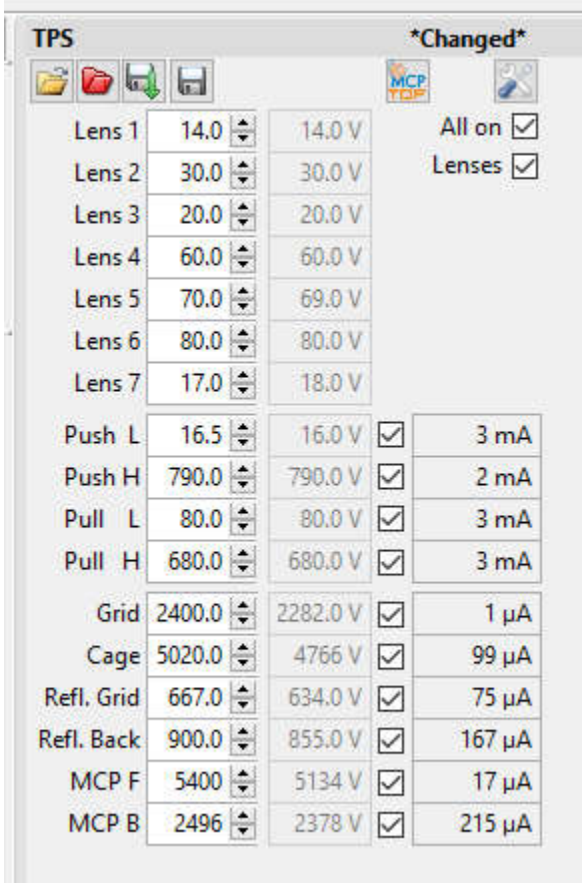 TPS *Changed*
MCP TOF
Lens 1 14.0 14.0 V All on
Lens 2 30.0 30.0 V Lenses
Lens 3 20.0 20.0 V
Lens 4 60.0 60.0 V
Lens 5 70.0 69.0 V
Lens 6 80.0 80.0 V
Lens 7 17.0 18.0 V
Push L 16.5 16.0 V 3 mA
Push H 790.0 790.0 V 2 mA
Pull L 80.0 80.0 V 3 mA
Pull H 680.0 680.0 V 3 mA
Grid 2400.0 2282.0 V 1 µA
Cage 5020.0 4766 V 99 µA
Refl. Grid 667.0 634.0 V 75 µA
Refl. Back 900.0 855.0 V 167 µA
MCP F 5400 5134 V 17 µA
MCP B 2496 2378 V 215 µA